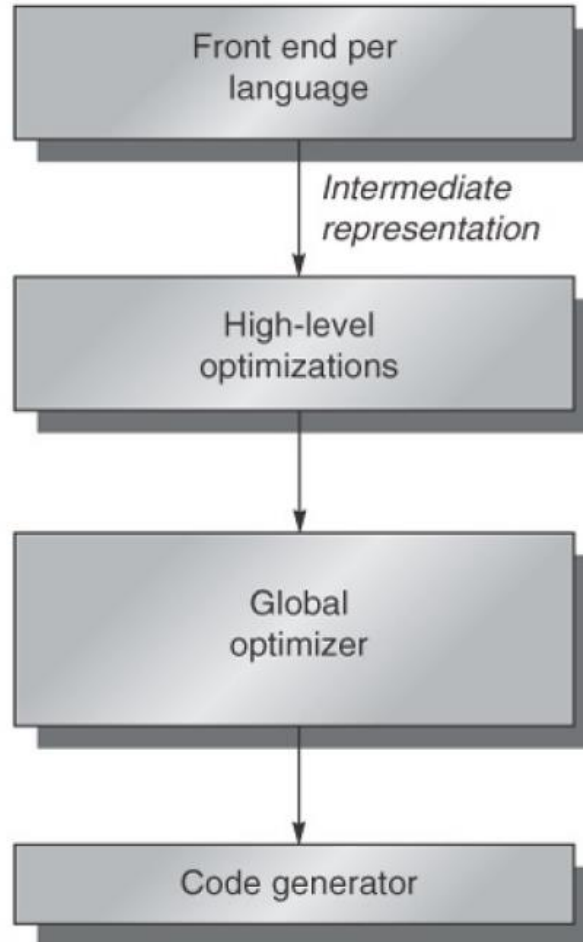 Front end per
language
Intermediate
representation
High-level
optimizations
Global
optimizer
Code generator